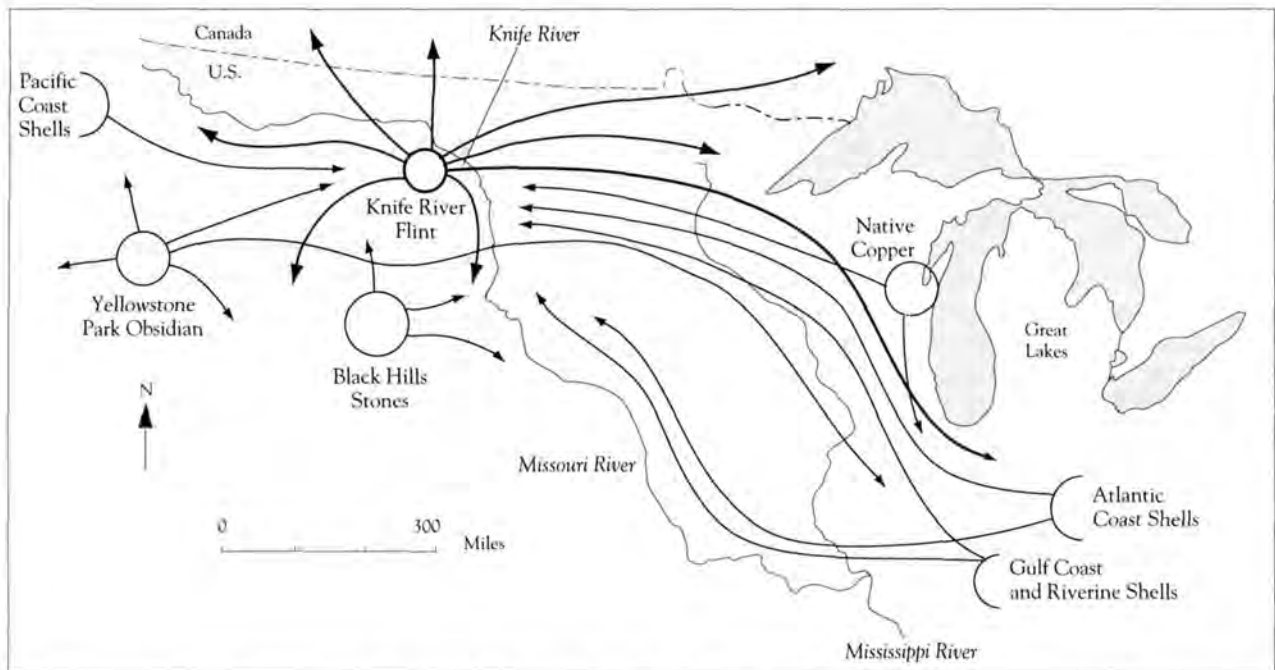 Canada
U.S.
Knife River
Pacific
Coast
Shells
Knife River
Flint
Native
Copper
Yellowstone
Park Obsidian
Great
Lakes
Black Hills
Stones
N
Missouri River
Atlantic
Coast Shells
0 300
Miles
Gulf Coast
and Riverine Shells
Mississippi River